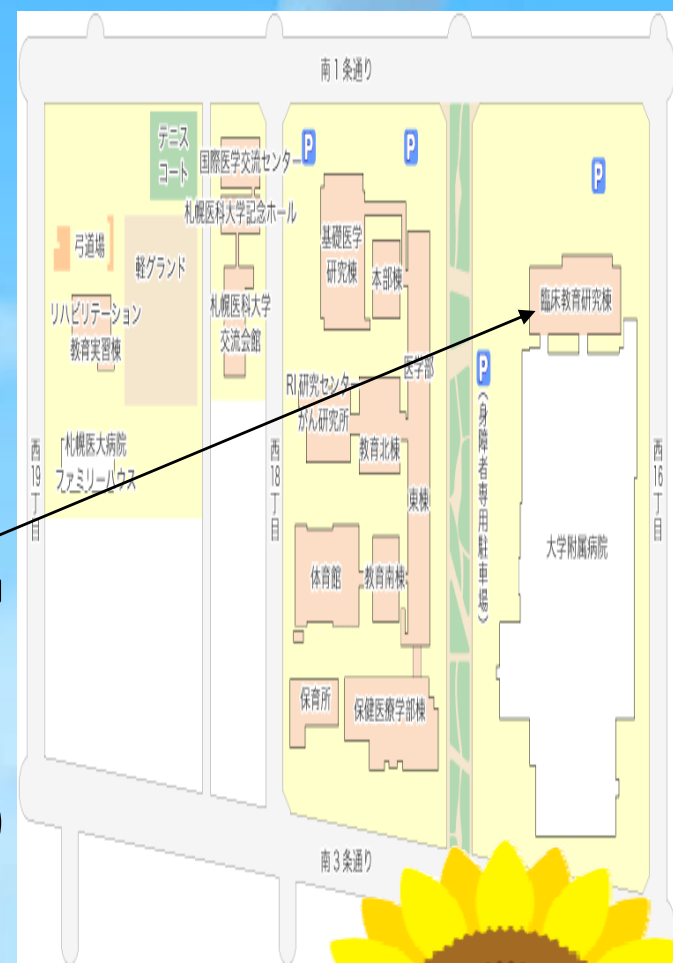 南1条通り
テニス
コート
国際医学交流センター
P
P
P
札幌医科大学記念ホール
弓道場
軽グランド
基礎医学
研究棟
本部棟
臨床教育研究棟
リハビリテーション
教育実習棟
札幌医科大学
交流会館
医学部
P
(身障者専用駐車場)
RI研究センター
がん研究所
教育北棟
札幌医大病院
ファミリーハウス
西19丁目
西18丁目
東棟
西16丁目
大学附属病院
体育館
教育南棟
保育所
保健医療学部棟
南3条通り